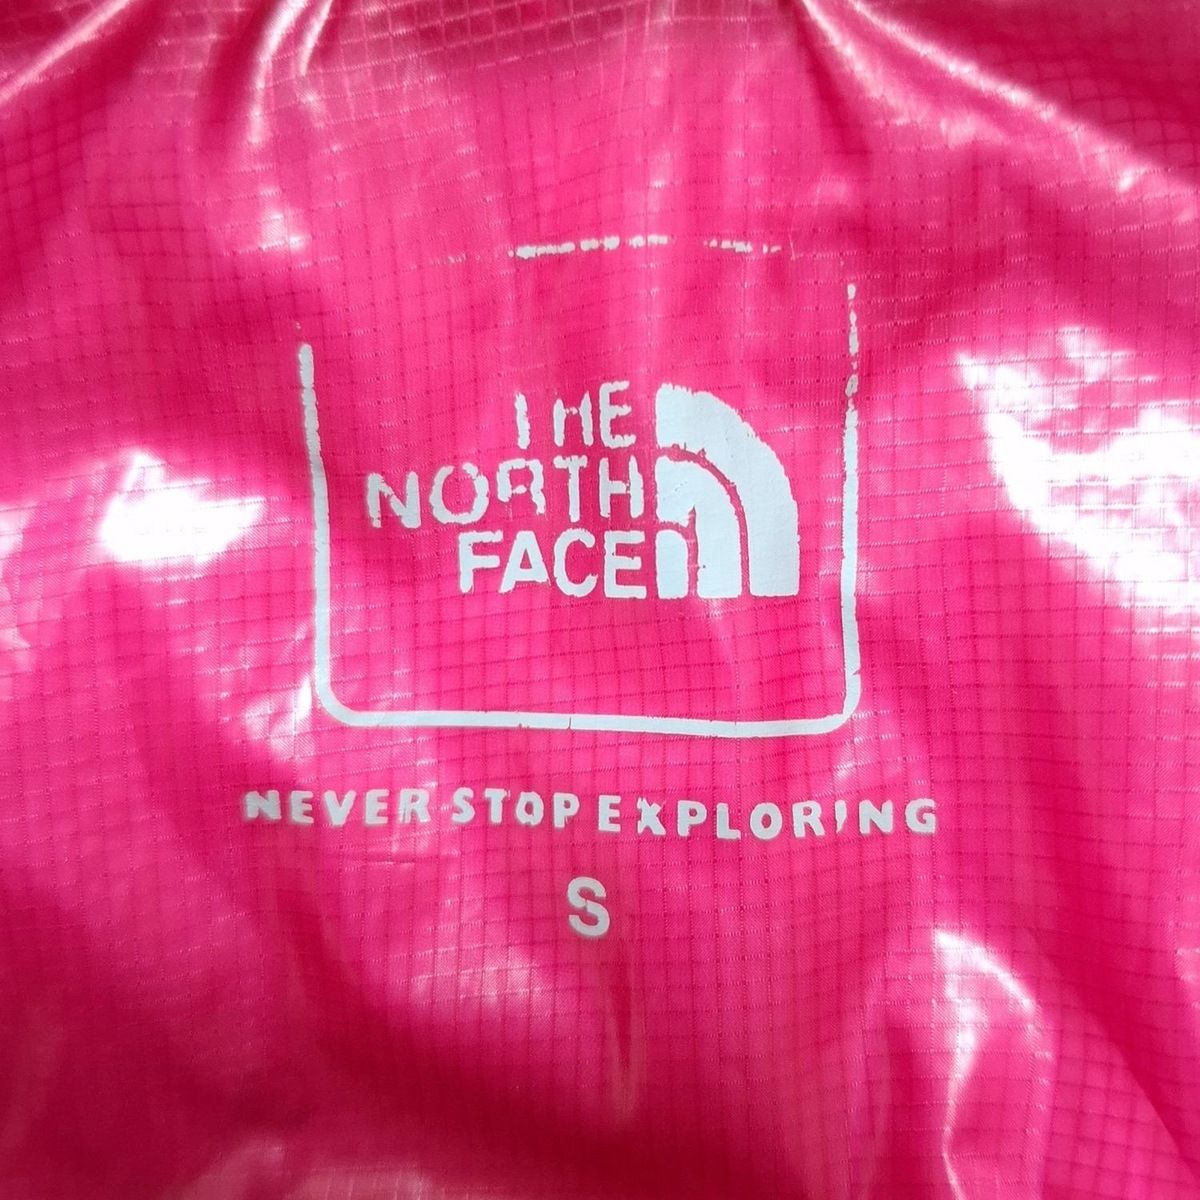 THE
NORTH
FACE
NEVER STOP EXPLORING
S